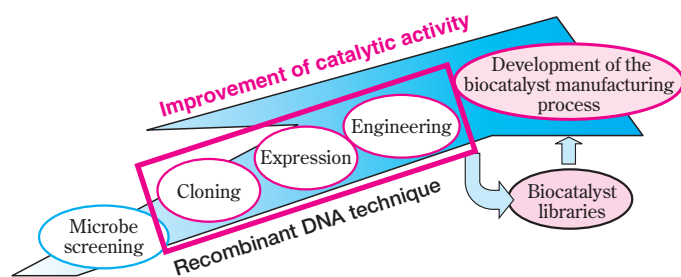 Improvement of catalytic activity
Development of the
biocatalyst manufacturing
process
Engineering
Expression
Cloning
Microbe
screening
Recombinant DNA technique
Biocatalyst
libraries